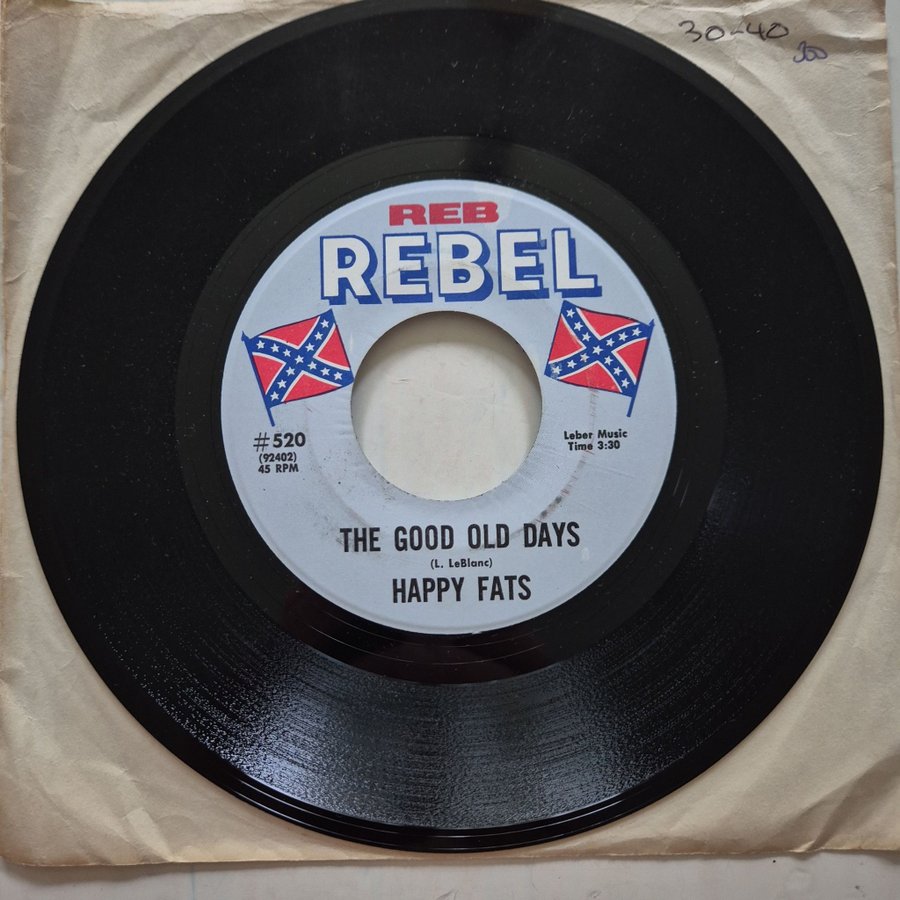 30-40
300
REB
REBEL
#520
(92402)
45 RPM
Leber Music
Time 3:30
THE GOOD OLD DAYS
(L. LeBlanc)
HAPPY FATS